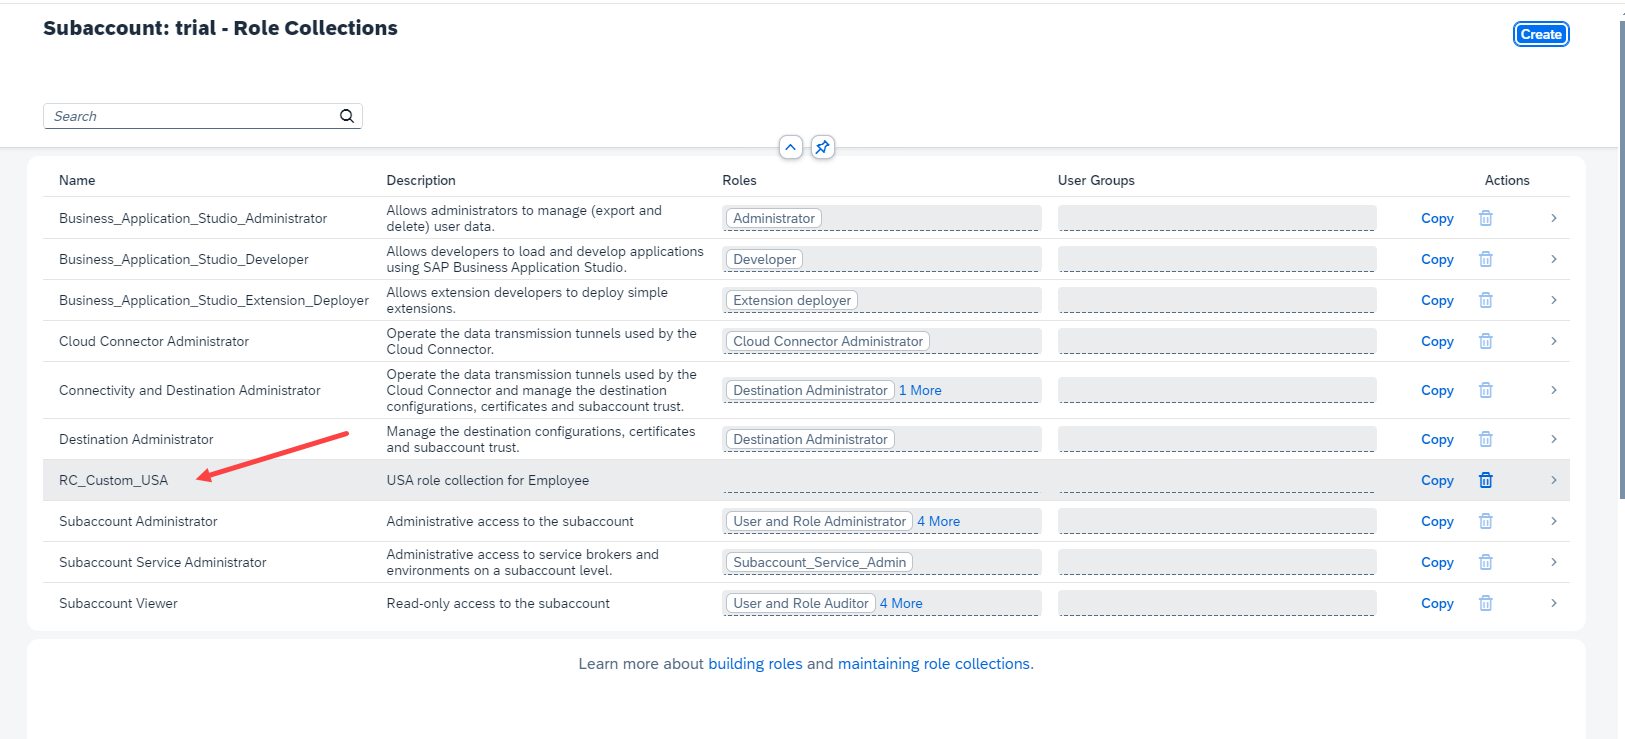 Subaccount: trial - Role Collections
Create
Search
Name Description Roles User Groups Actions
Business_Application_Studio_Administrator
Allows administrators to manage (export and
delete) user data.
Administrator
Copy
Business_Application_Studio_Developer
Allows developers to load and develop applications
using SAP Business Application Studio.
Developer
Copy
Business_Application_Studio_Extension_Deployer
Allows extension developers to deploy simple
extensions.
Extension deployer
Copy
Cloud Connector Administrator
Operate the data transmission tunnels used by the
Cloud Connector.
Cloud Connector Administrator
Copy
Connectivity and Destination Administrator
Operate the data transmission tunnels used by the
Cloud Connector and manage the destination
configurations, certificates and subaccount trust.
Destination Administrator 1 More
Copy
Destination Administrator
Manage the destination configurations, certificates
and subaccount trust.
Destination Administrator
Copy
RC_Custom_USA
USA role collection for Employee
Copy
Subaccount Administrator
Administrative access to the subaccount
User and Role Administrator 4 More
Copy
Subaccount Service Administrator
Administrative access to service brokers and
environments on a subaccount level.
Subaccount_Service_Admin
Copy
Subaccount Viewer
Read-only access to the subaccount
User and Role Auditor 4 More
Copy
Learn more about building roles and maintaining role collections.